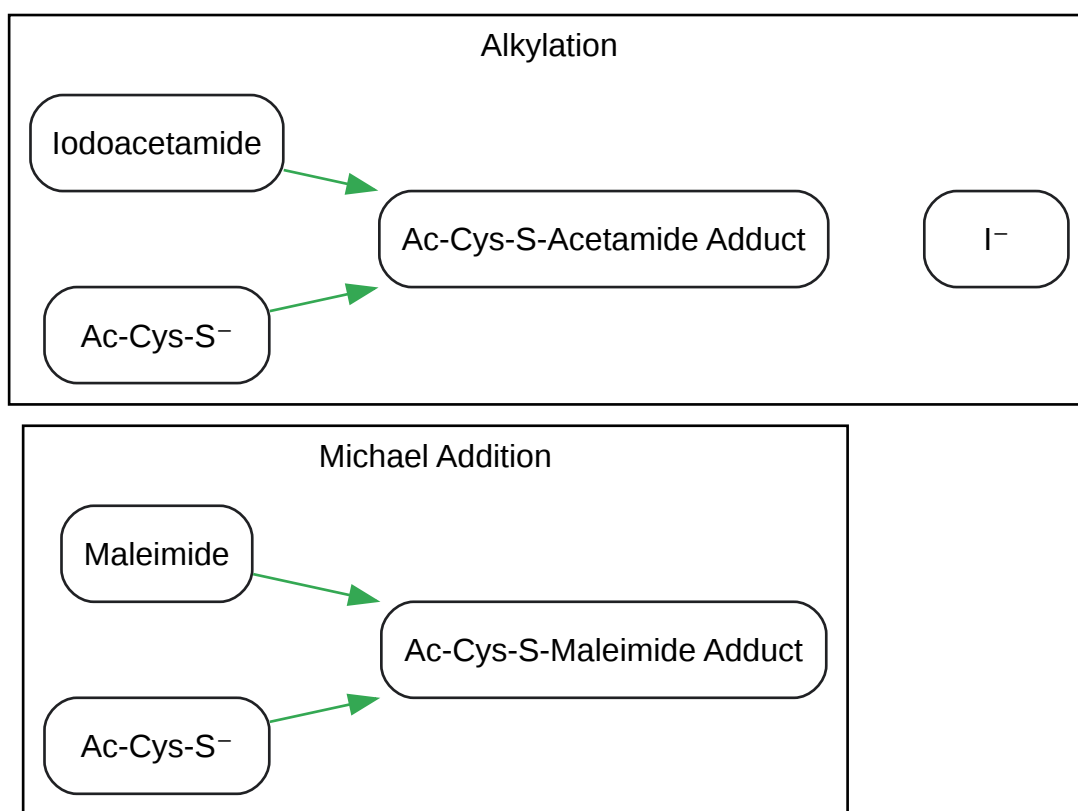 Alkylation
Iodoacetamide
Ac-Cys-S-Acetamide Adduct
I⁻
Ac-Cys-S⁻
Michael Addition
Maleimide
Ac-Cys-S-Maleimide Adduct
Ac-Cys-S⁻